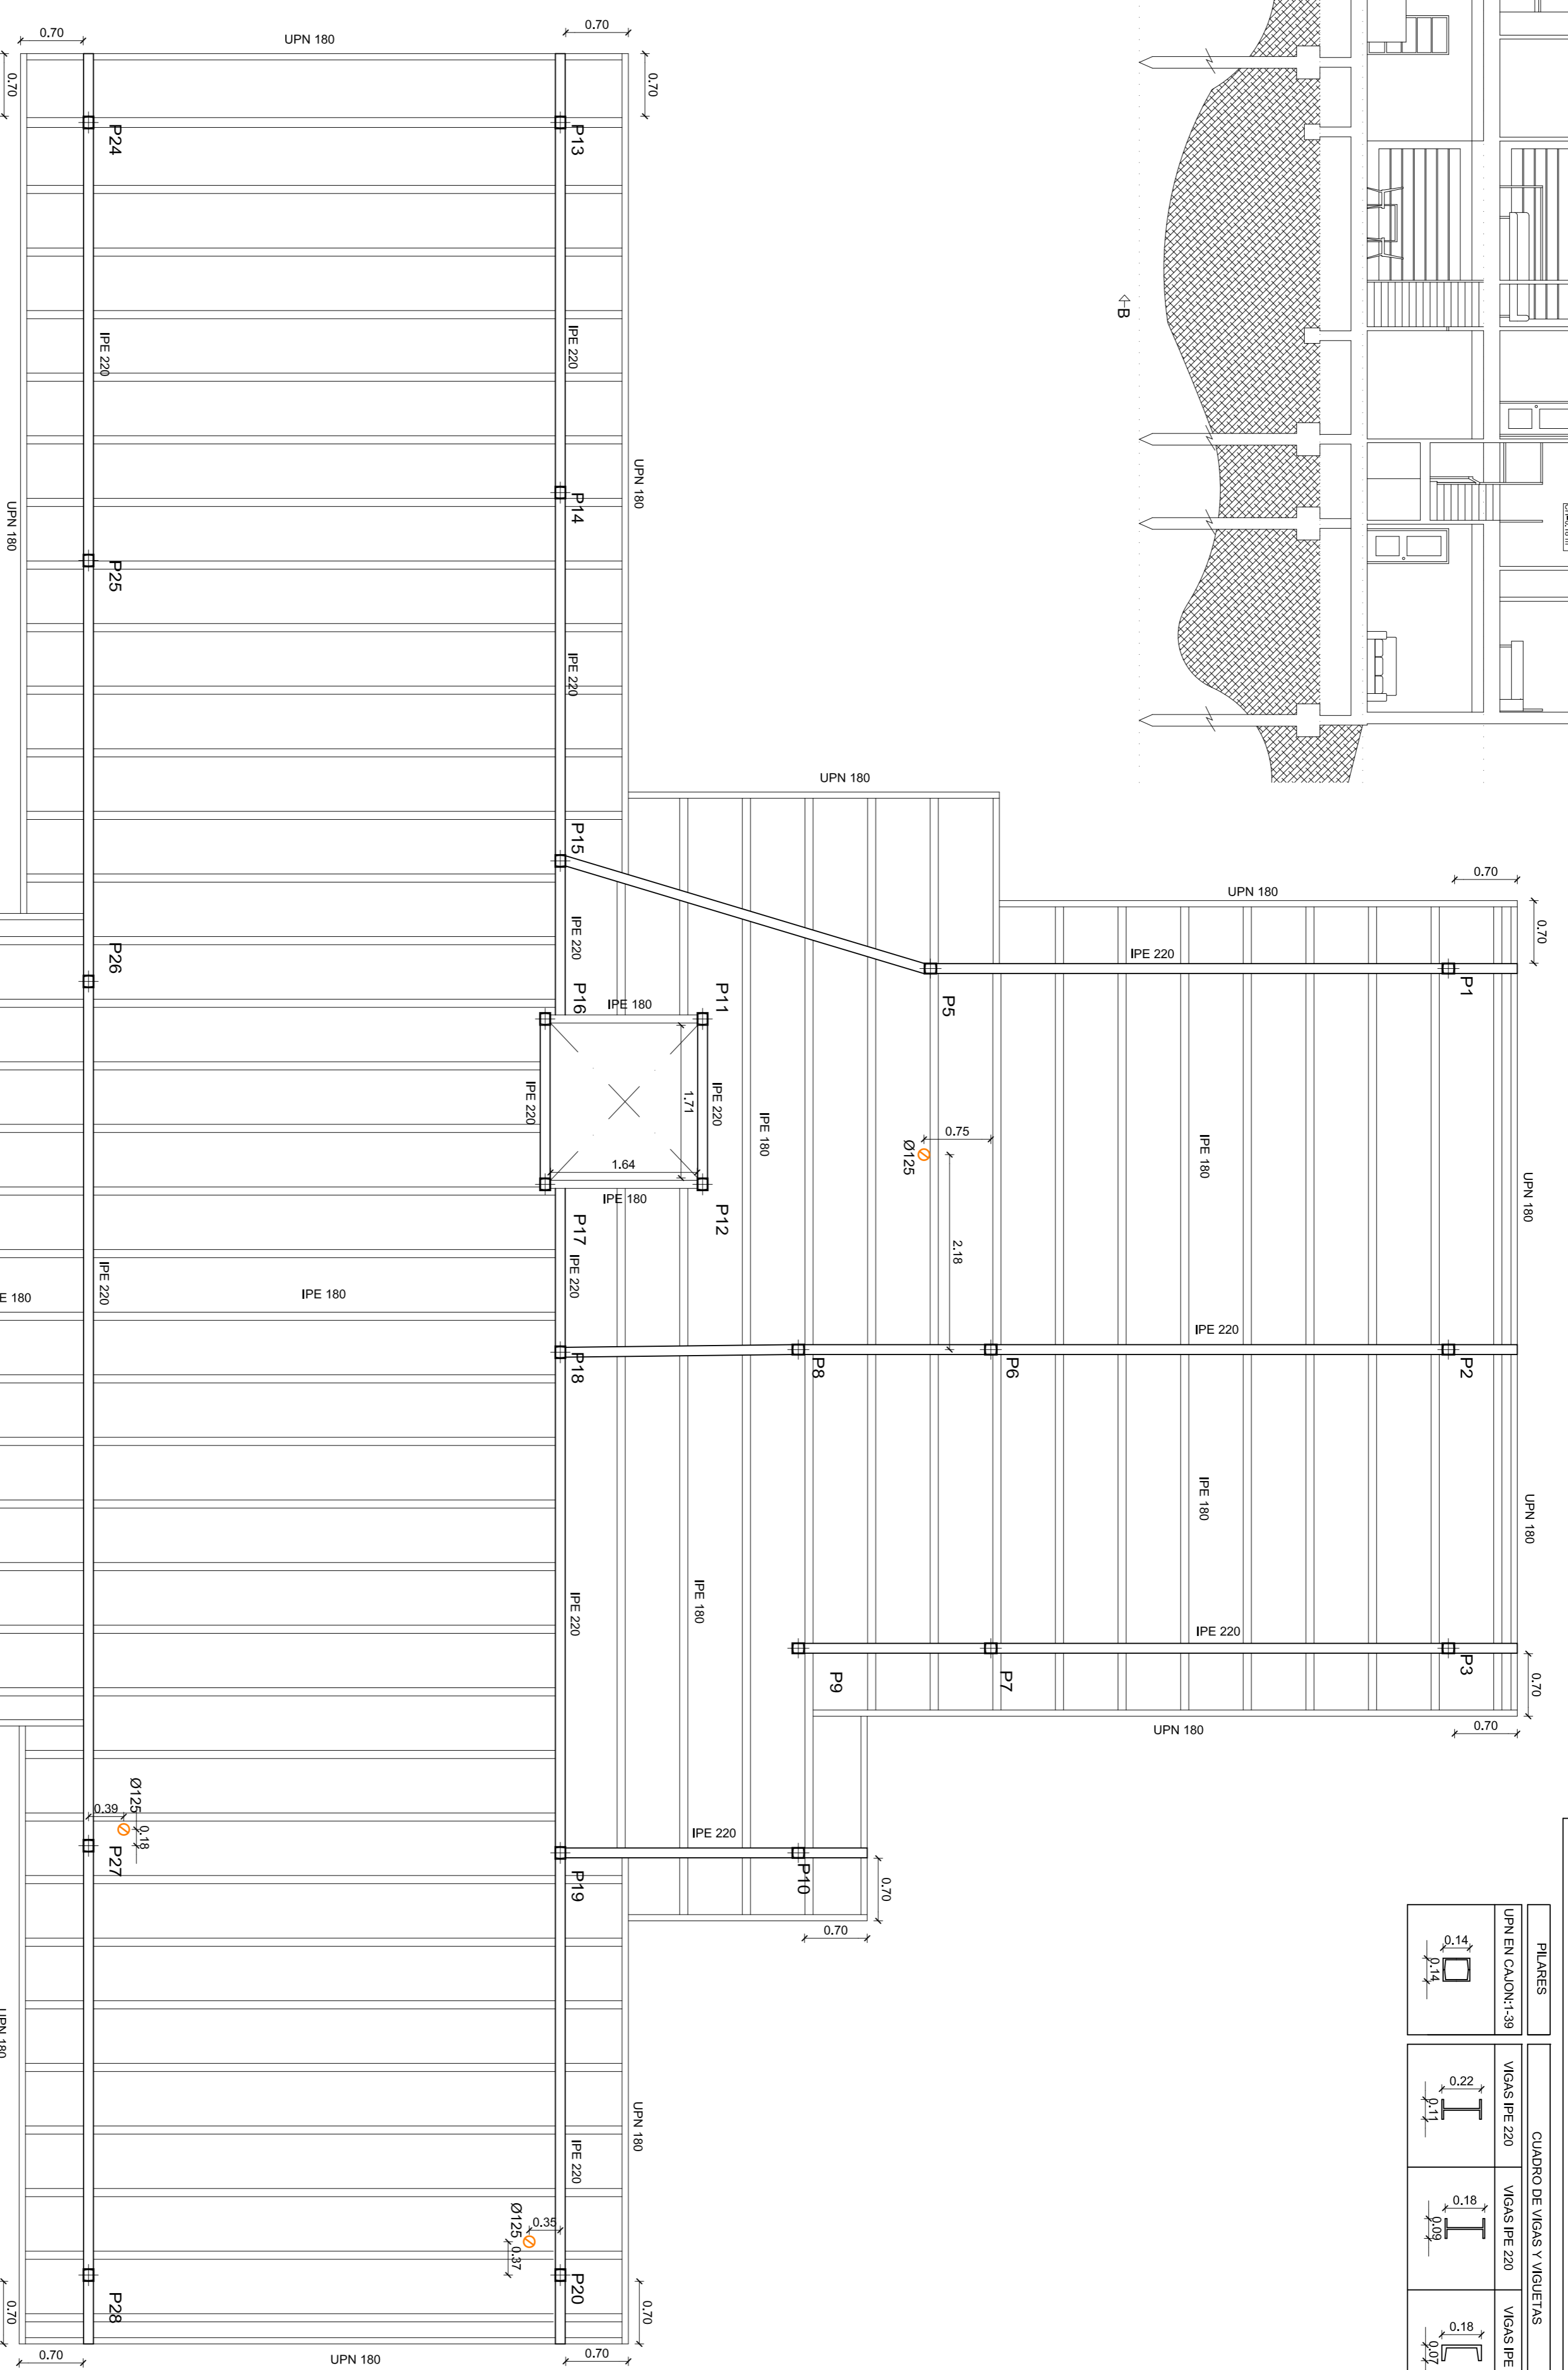 0.70
UPN 180
0.70
0.70
0.70
P24
P13
IPE 220
IPE 220
UPN 180
UPN 180
P14
P25
IPE 220
P15
IPE 220
P26
P16
IPE 180
P11
IPE 220
IPE 220
1.71
1.64
IPE 180
P17
P12
IPE 180
IPE 220
IPE 220
E 180
IPE 180
P18
P8
P6
P2
P5
P1
B
UPN 180
UPN 180
0.70
0.70
IPE 220
0.75
Ø125
2.18
IPE 180
UPN 180
IPE 220
IPE 180
UPN 180
IPE 180
IPE 220
IPE 220
P9
P7
P3
0.70
0.70
UPN 180
IPE 220
P10
P19
0.70
0.70
Ø125
0.39
0.18
P27
UPN 180
UPN 180
IPE 220
Ø125
0.35
0.37
P20
P28
0.70
0.70
0.70
0.70
UPN 180
PILARES
UPN EN CAJON:1-39
0.14
0.14
CUADRO DE VIGAS Y VIGUETAS
VIGAS IPE 220
0.22
0.11
VIGAS IPE 220
0.18
0.09
VIGAS IPE
0.18
0.07